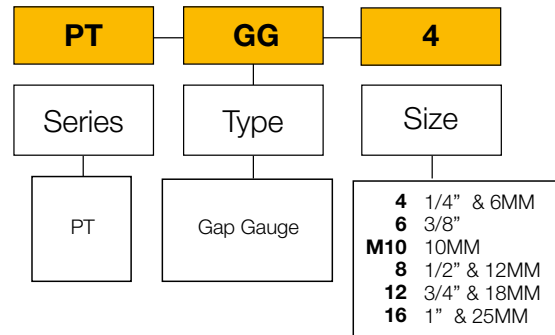 PT GG 4
Series Type Size
PT
Gap Gauge
4 1/4” & 6MM
6 3/8”
M10 10MM
8 1/2” & 12MM
12 3/4” & 18MM
16 1” & 25MM